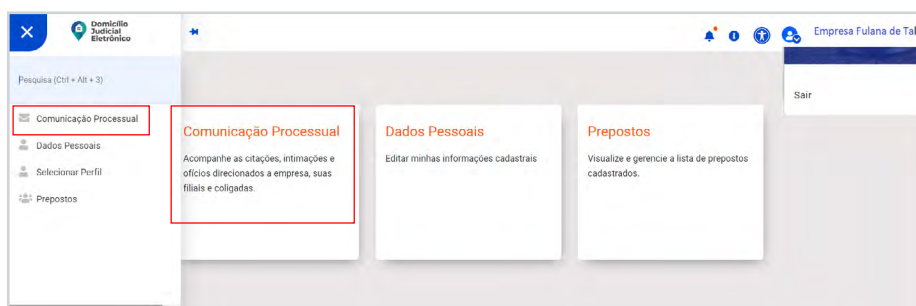 Domicílio
Judicial
Eletrônico
Empresa Fulana de Tal
Pesquisa (Ctrl + Alt + 3)
Sair
Comunicação Processual
Dados Pessoais
Selecionar Perfil
Prepostos
Comunicação Processual
Acompanhe as citações, intimações e
ofícios direcionados a empresa, suas
filiais e coligadas.
Dados Pessoais
Editar minhas informações cadastrais
Prepostos
Visualize e gerencie a lista de prepostos
cadastrados.